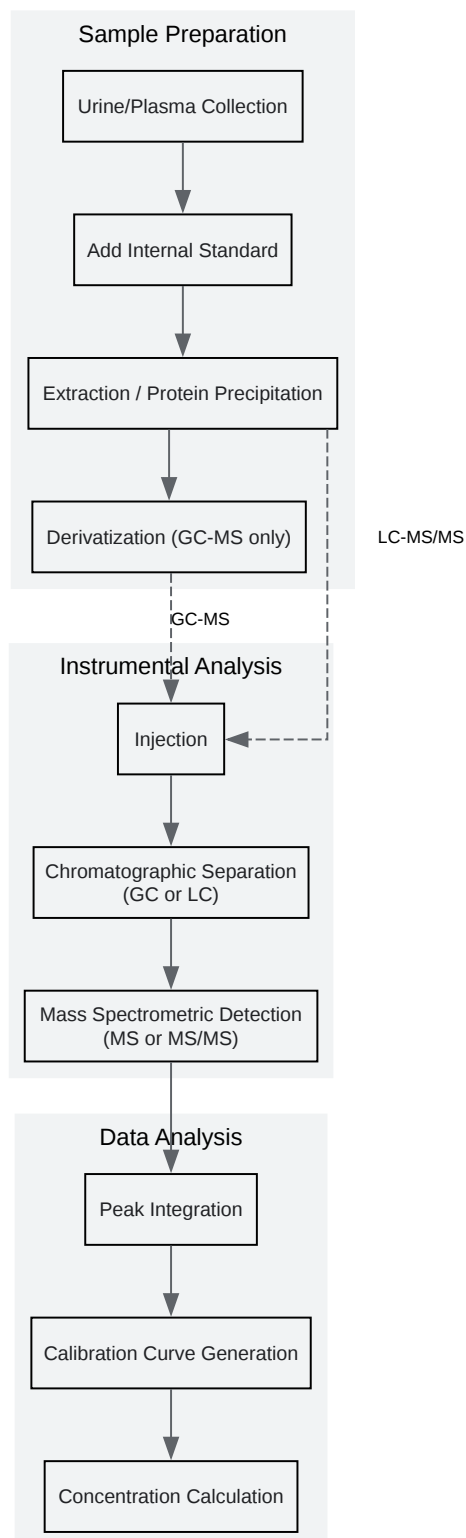 Sample Preparation
Urine/Plasma Collection
Add Internal Standard
Extraction / Protein Precipitation
Derivatization (GC-MS only)
LC-MS/MS
GC-MS
Instrumental Analysis
Injection
Chromatographic Separation
(GC or LC)
Mass Spectrometric Detection
(MS or MS/MS)
Data Analysis
Peak Integration
Calibration Curve Generation
Concentration Calculation